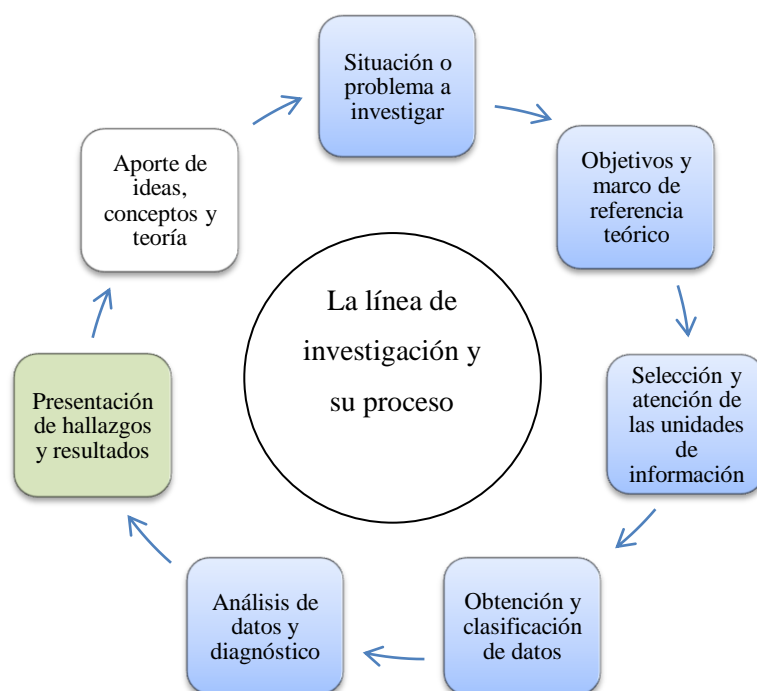 Situación o
problema a
investigar
Objetivos y
marco de
referencia
teórico
Selección y
atención de
las unidades
de
información
Obtención y
clasificación
de datos
Análisis de
datos y
diagnóstico
Presentación
de hallazgos
y resultados
Aporte de
ideas,
conceptos y
teoría
La línea de
investigación y
su proceso